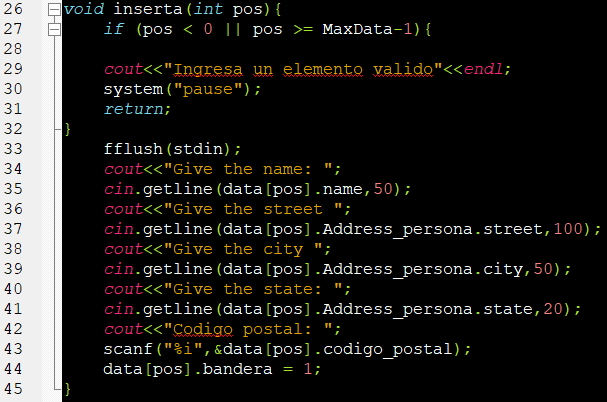 26 void inserta(int pos){
27 if (pos < 0 || pos >= MaxData-1){
28
29 cout<<"Ingresa un elemento valido"<<endl;
30 system("pause");
31 return;
32 }
33 fflush(stdin);
34 cout<<"Give the name: ";
35 cin.getline(data[pos].name,50);
36 cout<<"Give the street ";
37 cin.getline(data[pos].Address_persona.street,100);
38 cout<<"Give the city ";
39 cin.getline(data[pos].Address_persona.city,50);
40 cout<<"Give the state: ";
41 cin.getline(data[pos].Address_persona.state,20);
42 cout<<"Codigo postal: ";
43 scanf("%i",&data[pos].codigo_postal);
44 data[pos].bandera = 1;
45 }